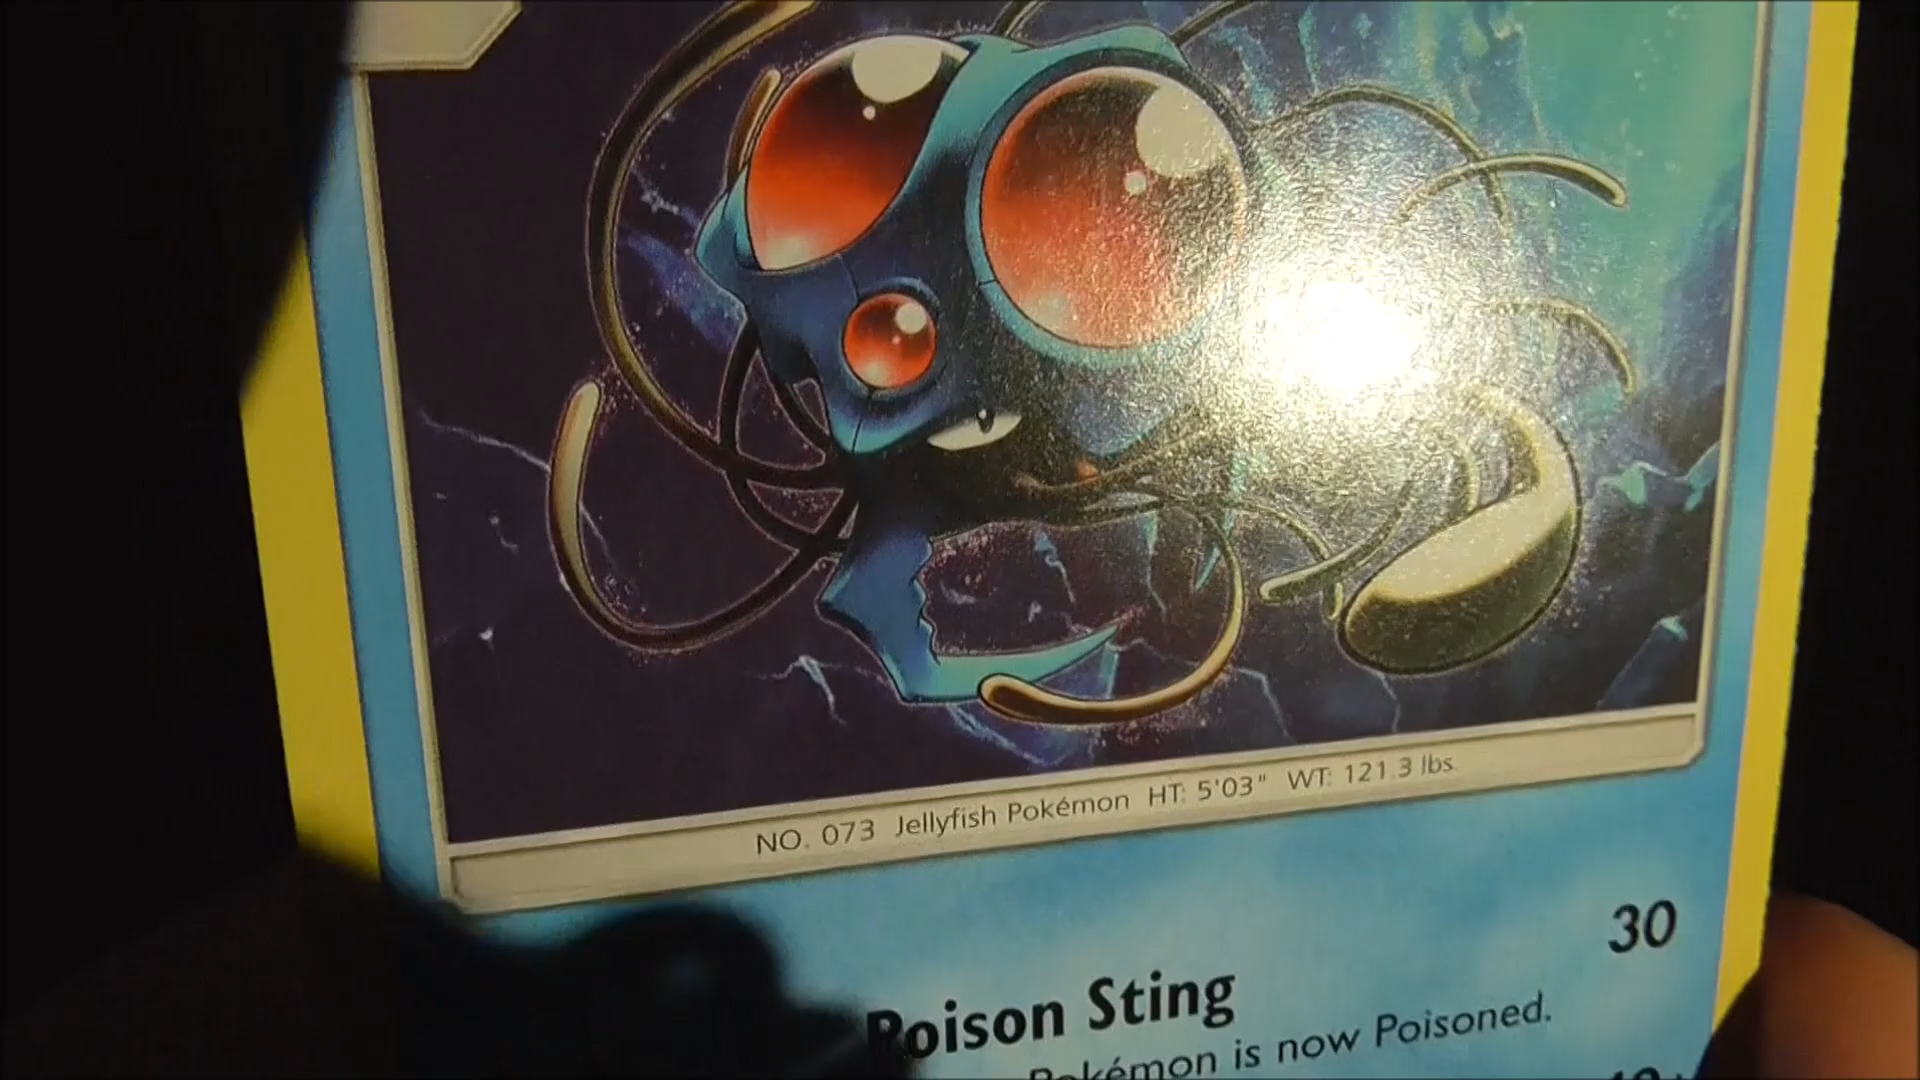 NO. 073 Jellyfish Pokémon HT: 5'03" WT: 121.3 lbs.
30
Poison Sting
Pokémon is now Poisoned.